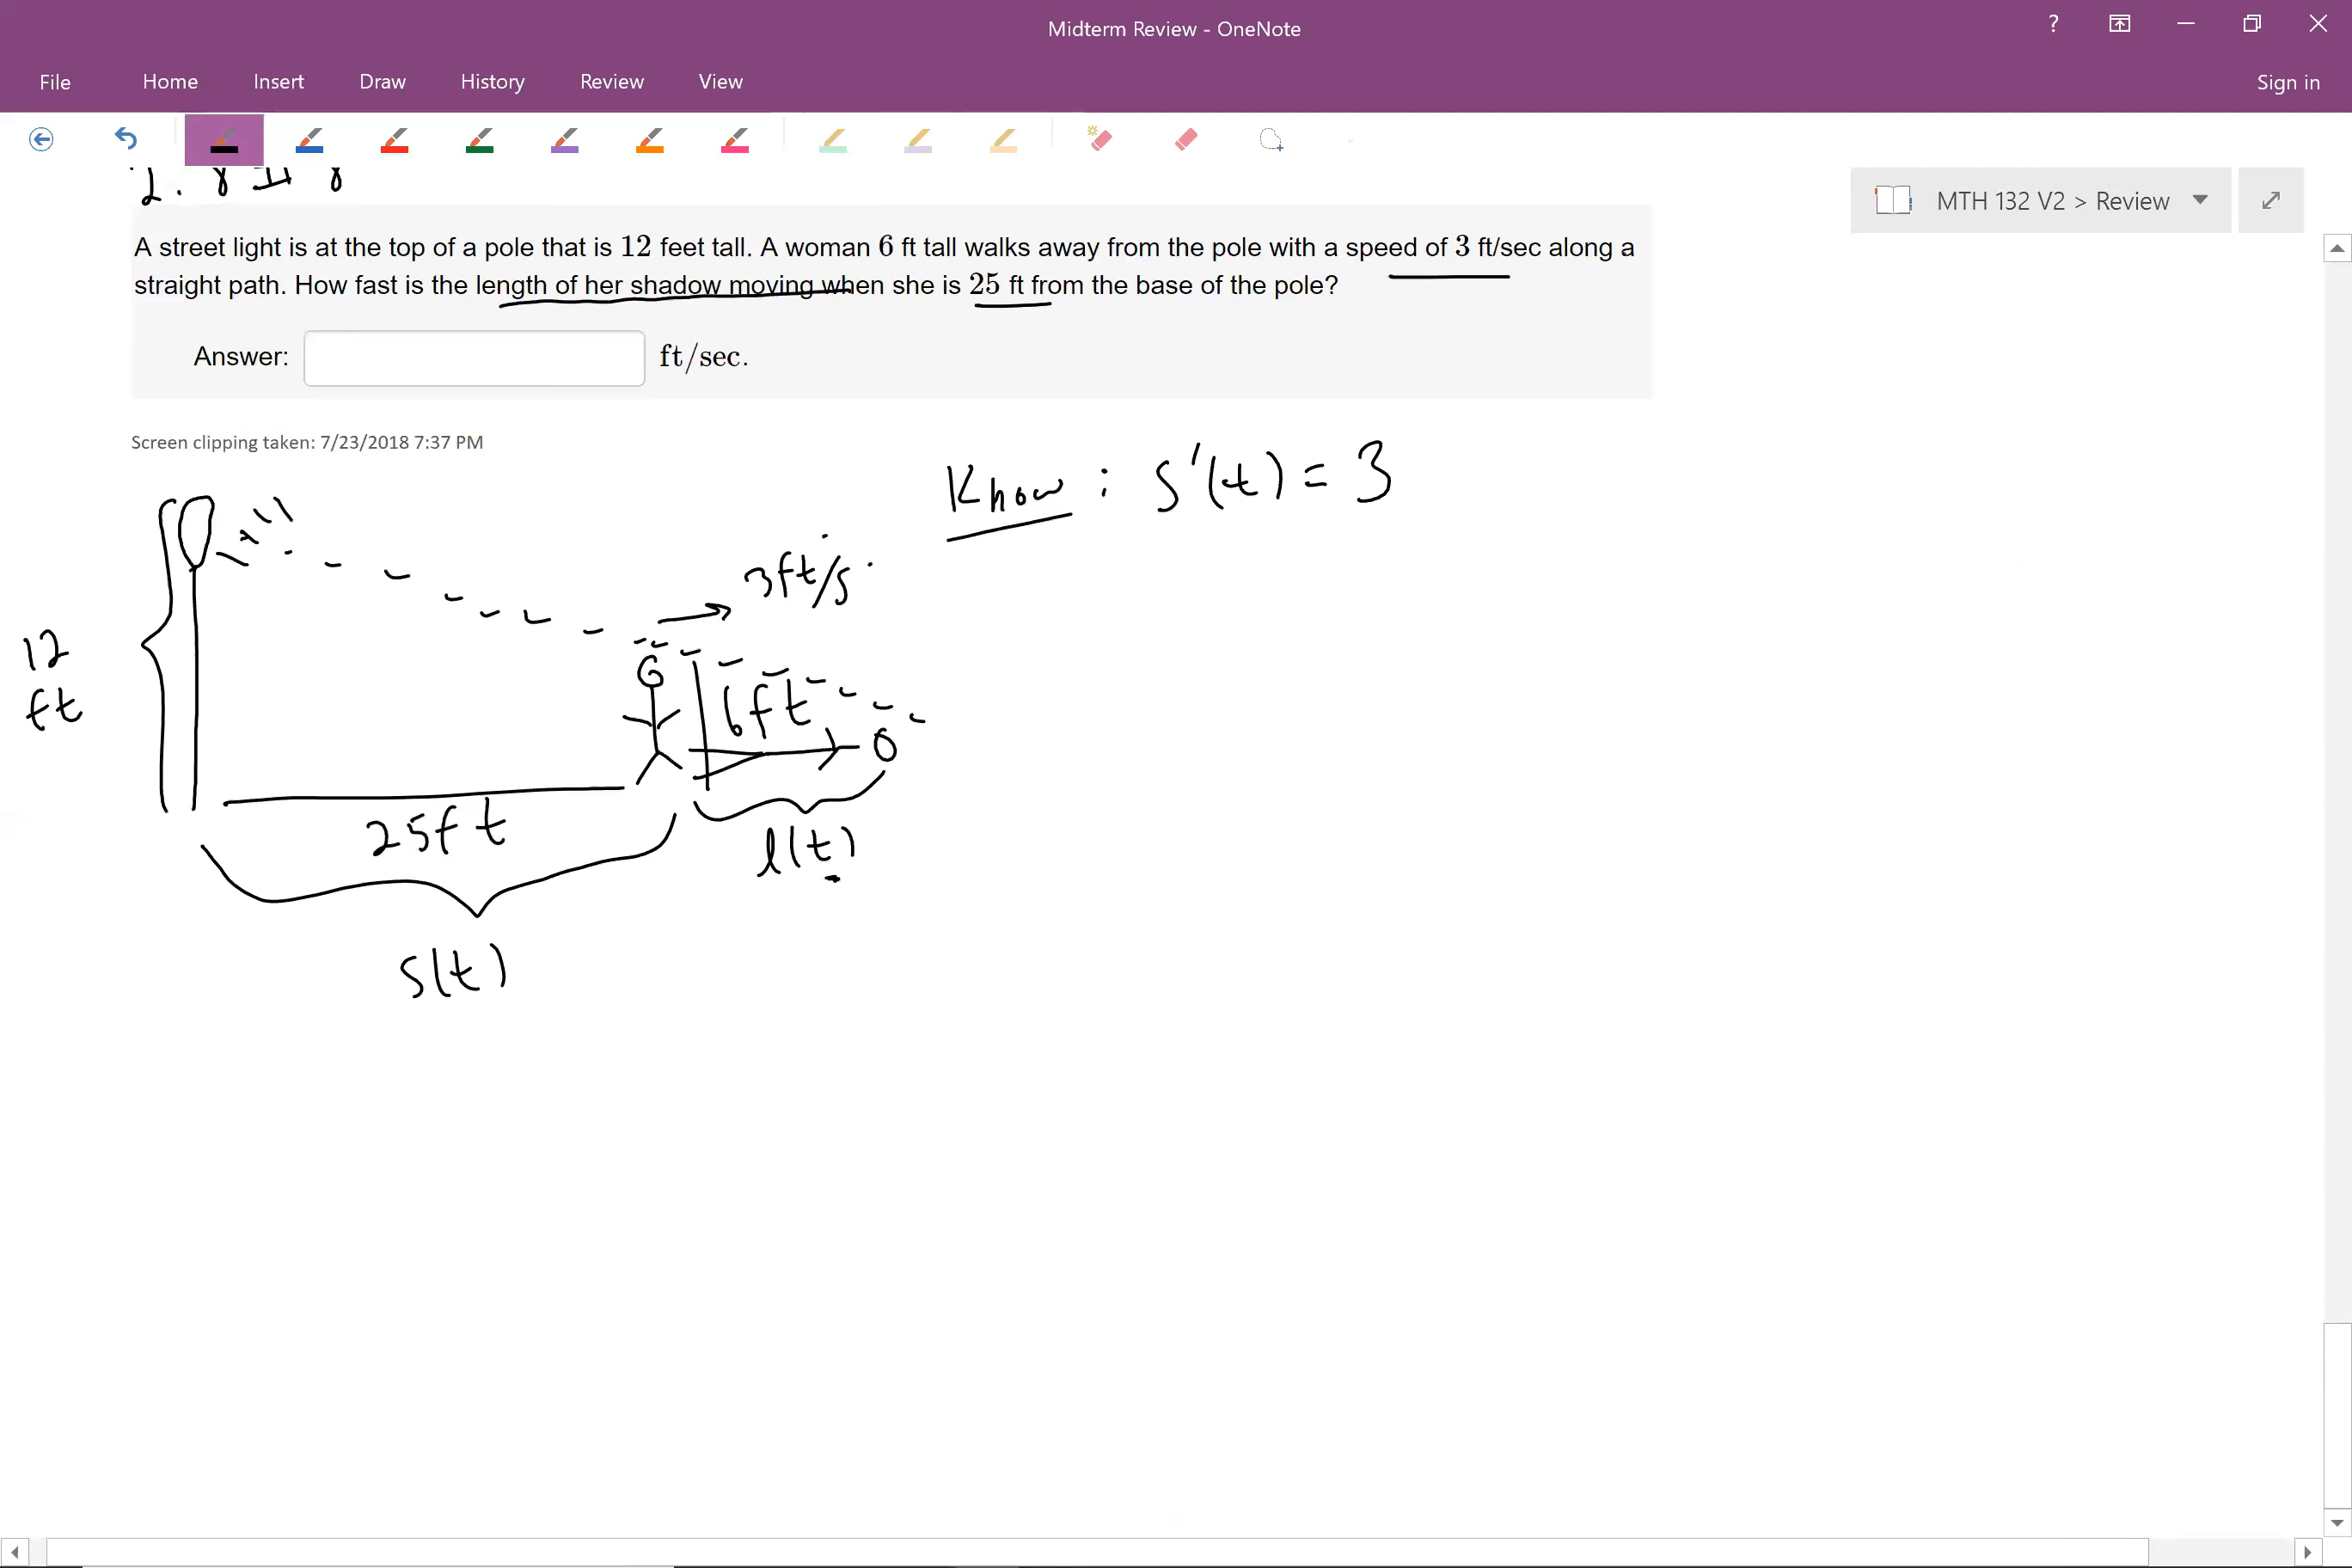 Midterm Review - OneNote
?
File Home Insert Draw History Review View
Sign in
MTH 132 V2 > Review
A street light is at the top of a pole that is 12 feet tall. A woman 6 ft tall walks away from the pole with a speed of 3 ft/sec along a
straight path. How fast is the length of her shadow moving when she is 25 ft from the base of the pole?
Answer:
ft/sec.
Screen clipping taken: 7/23/2018 7:37 PM
Know : S'(t) = 3
3ft/s
12
ft
6ft
25ft
l(t)
S(t)